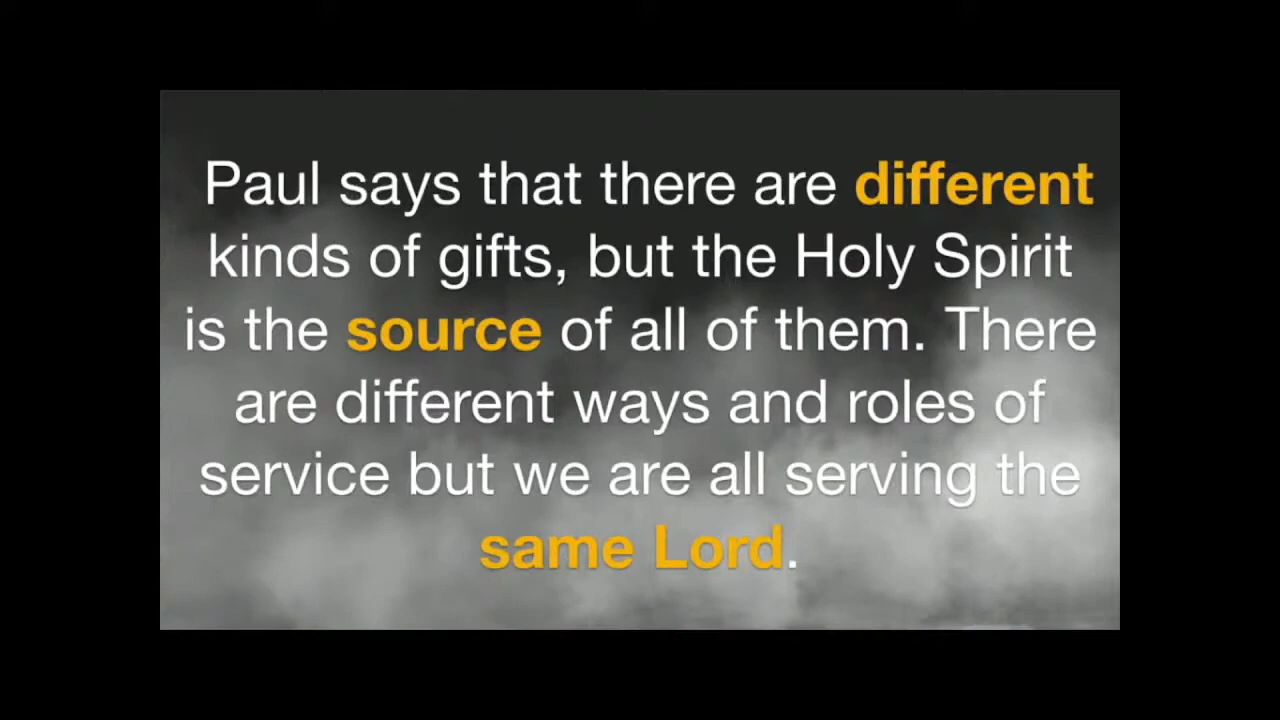 Paul says that there are different
kinds of gifts, but the Holy Spirit
is the source of all of them. There
are different ways and roles of
service but we are all serving the
same Lord.